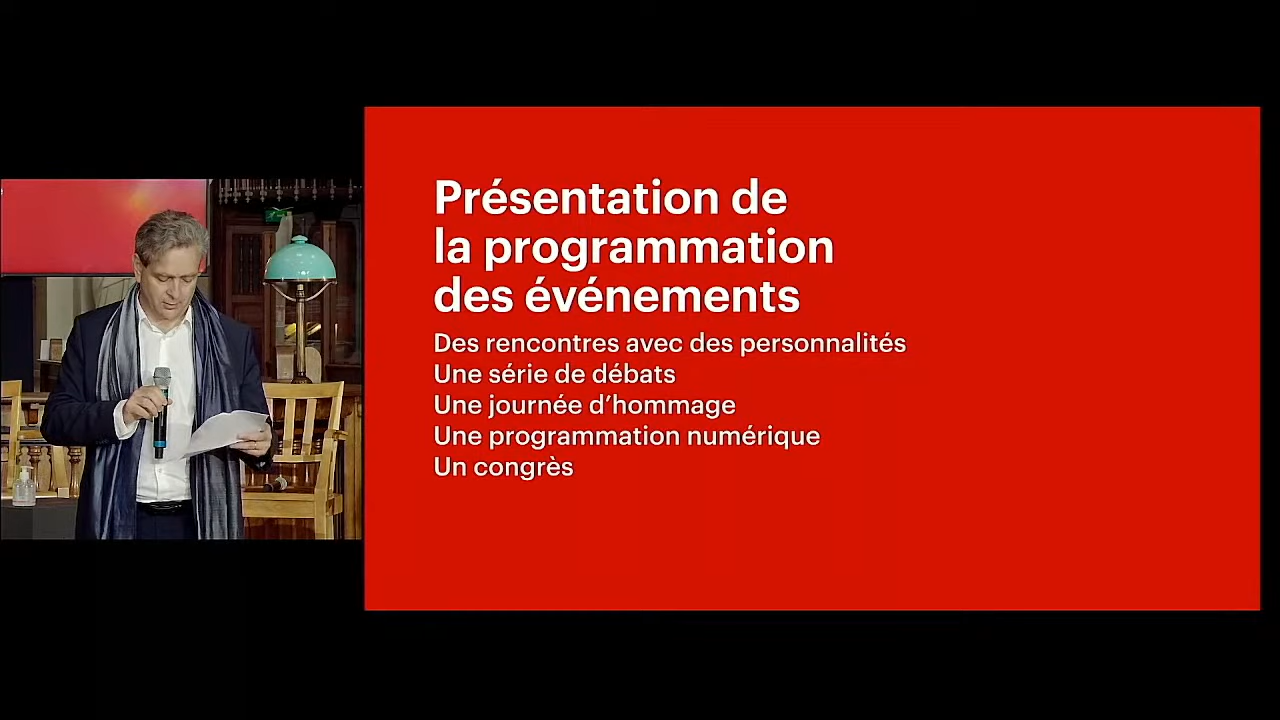 Présentation de
la programmation
des événements
Des rencontres avec des personnalités
Une série de débats
Une journée d’hommage
Une programmation numérique
Un congrès